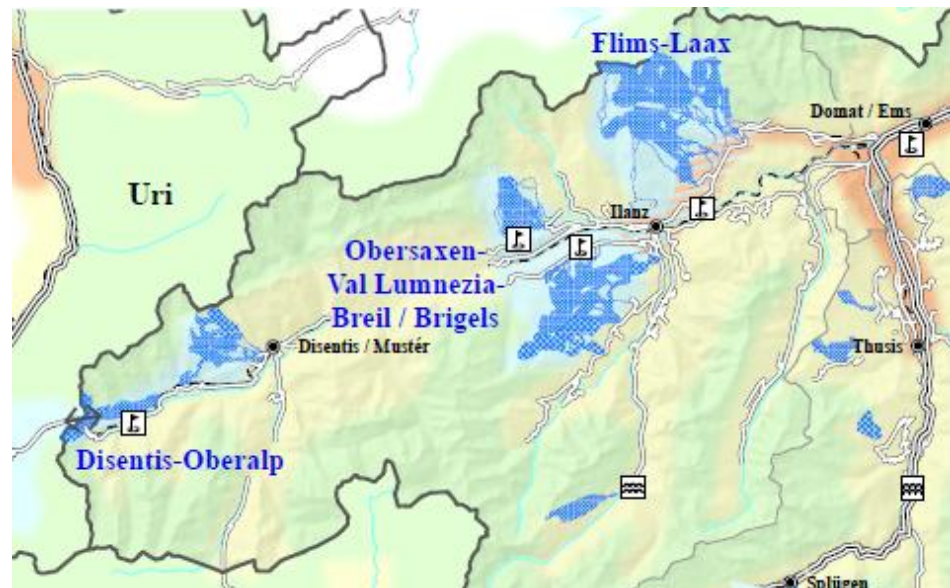 Flims-Laax
Domat / Ems
Uri
Ilanz
Obersaxen-
Val Lumnezia-
Breil / Brigels
Disentis / Mustér
Thusis
Disentis-Oberalp
Splügen